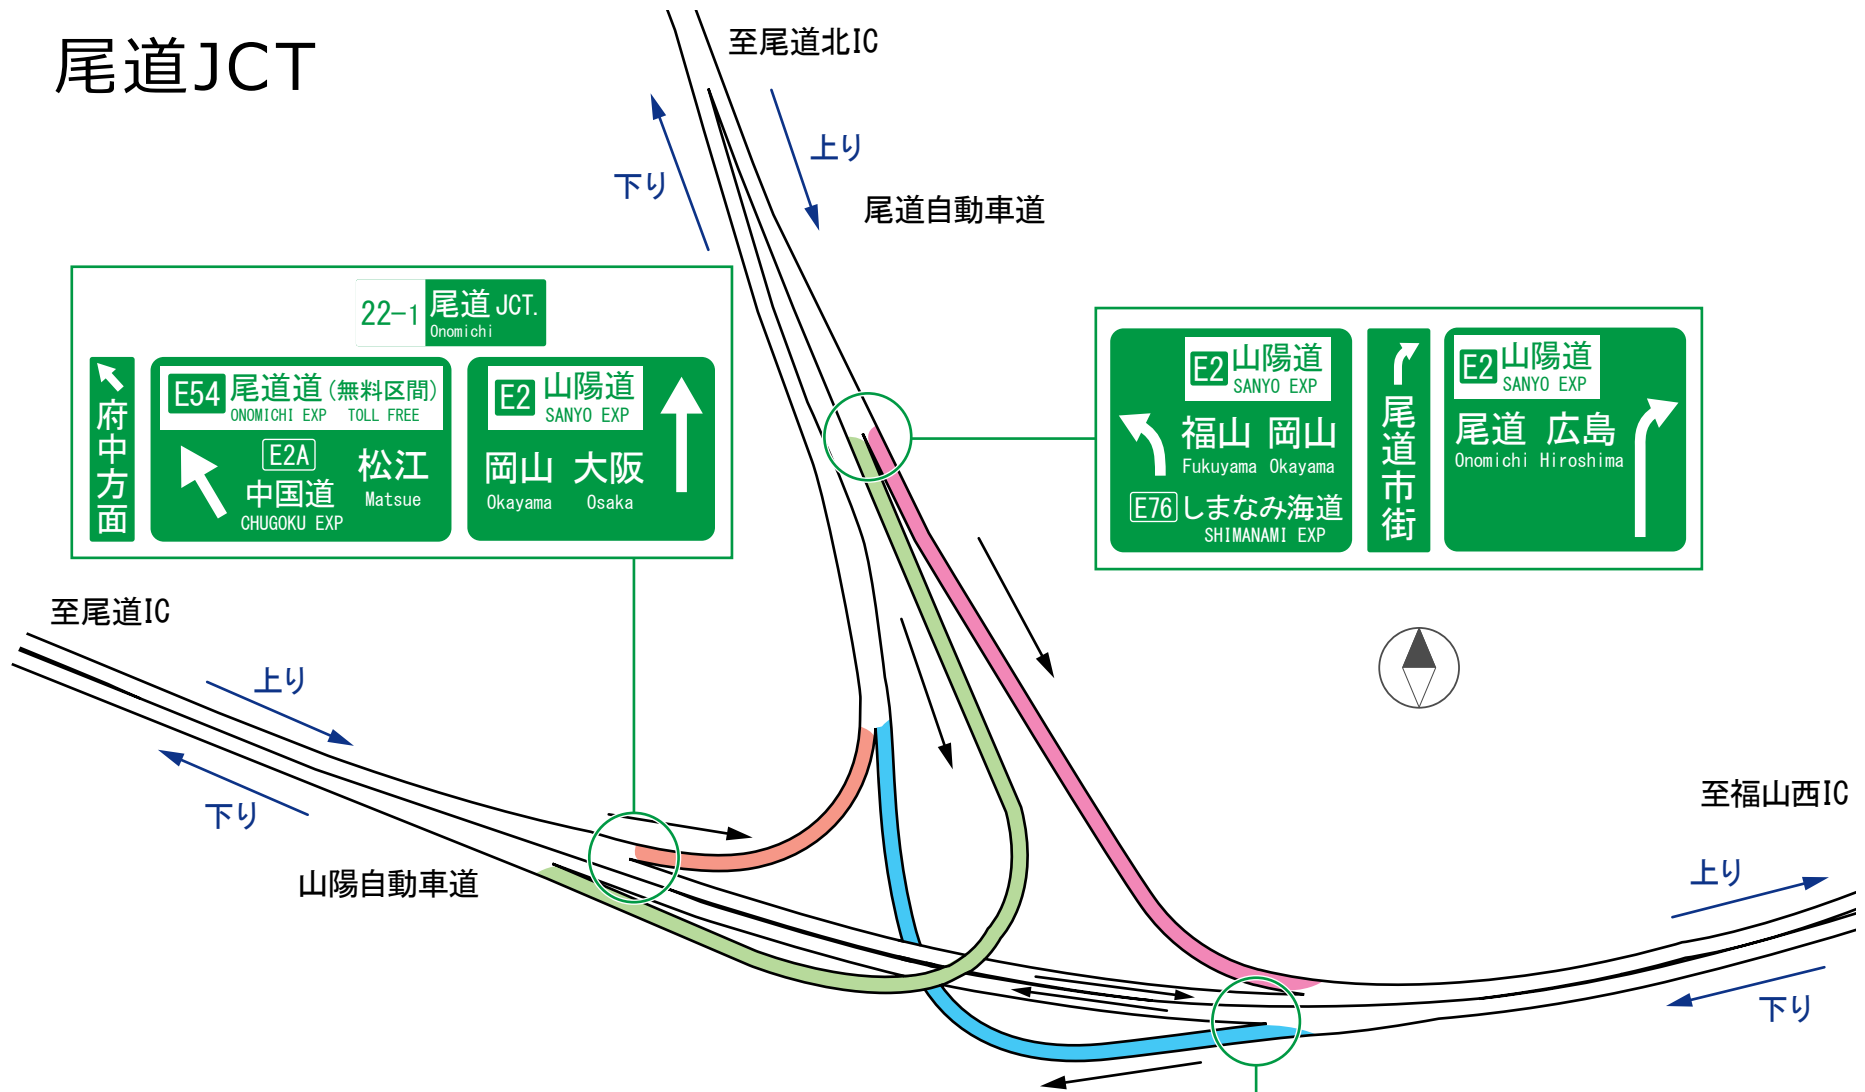 尾道JCT
至尾道北IC
上り
下り
尾道自動車道
22-1 尾道 JCT.
Onomichi
府中方面
E54 尾道道(無料区間)
ONOMICHI EXP TOLL FREE
E2A
中国道
CHUGOKU EXP
松江
Matsue
E2 山陽道
SANYO EXP
岡山 大阪
Okayama Osaka
E2 山陽道
SANYO EXP
福山 岡山
Fukuyama Okayama
E76 しまなみ海道
SHIMANAMI EXP
尾道市街
E2 山陽道
SANYO EXP
尾道 広島
Onomichi Hiroshima
至尾道IC
上り
下り
山陽自動車道
至福山西IC
上り
下り